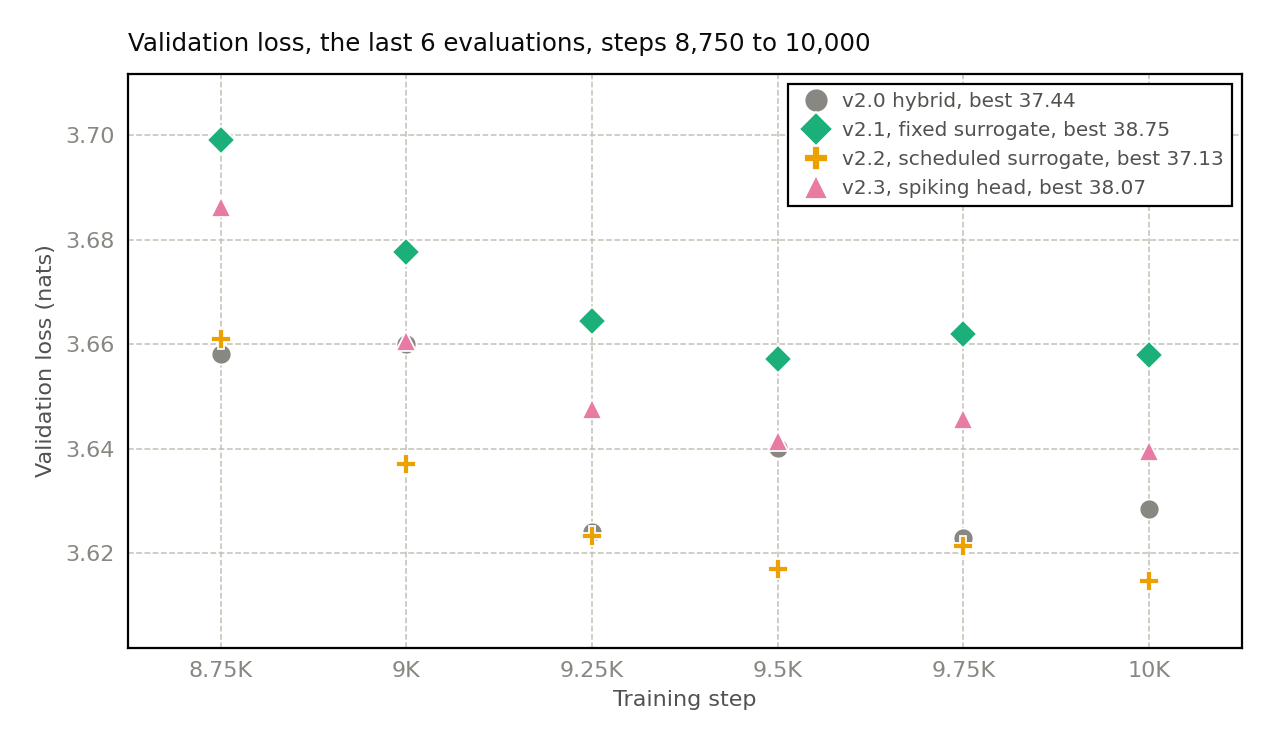 Validation loss, the last 6 evaluations, steps 8,750 to 10,000
v2.0 hybrid, best 37.44
v2.1, fixed surrogate, best 38.75
v2.2, scheduled surrogate, best 37.13
v2.3, spiking head, best 38.07
Validation loss (nats)
3.70
3.68
3.66
3.64
3.62
8.75K 9K 9.25K 9.5K 9.75K 10K
Training step